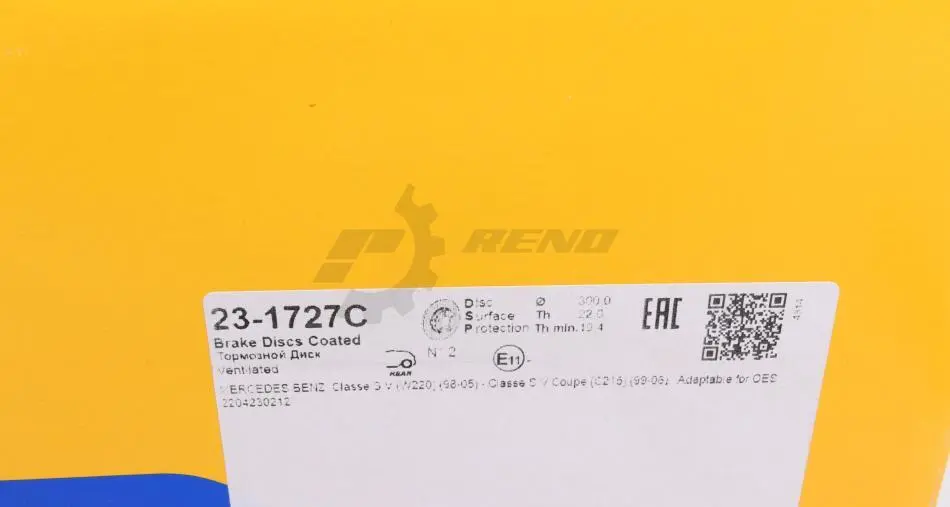 RENO
23-1727C
Brake Discs Coated
Тормозной Диск
Ventilated
REAR
N° 2
Disc Ø 300.0
Surface Th 22.0
Protection Th min. 19.4
E11
EAC
4314
MERCEDES BENZ Classe S V (W220) (98-05) - Classe S V Coupe (C215) (99-06) Adaptable for OES
2204230212